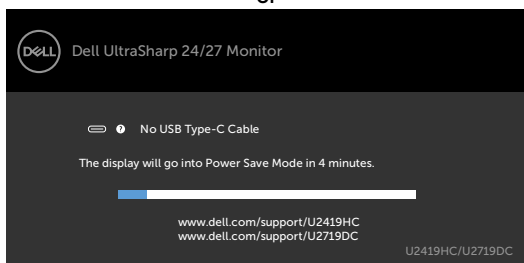 DELL
Dell UltraSharp 24/27 Monitor
? No USB Type-C Cable
The display will go into Power Save Mode in 4 minutes.
www.dell.com/support/U2419HC
www.dell.com/support/U2719DC
U2419HC/U2719DC